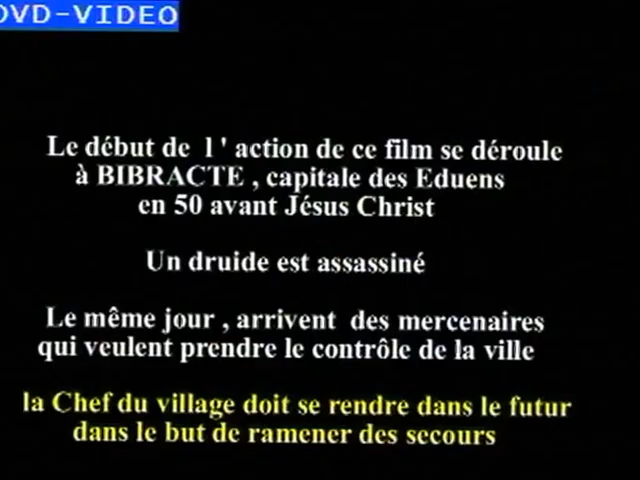 DVD-VIDEO
Le début de l'action de ce film se déroule
à BIBRACTE , capitale des Eduens
en 50 avant Jésus Christ
Un druide est assassiné
Le même jour , arrivent des mercenaires
qui veulent prendre le contrôle de la ville
la Chef du village doit se rendre dans le futur
dans le but de ramener des secours